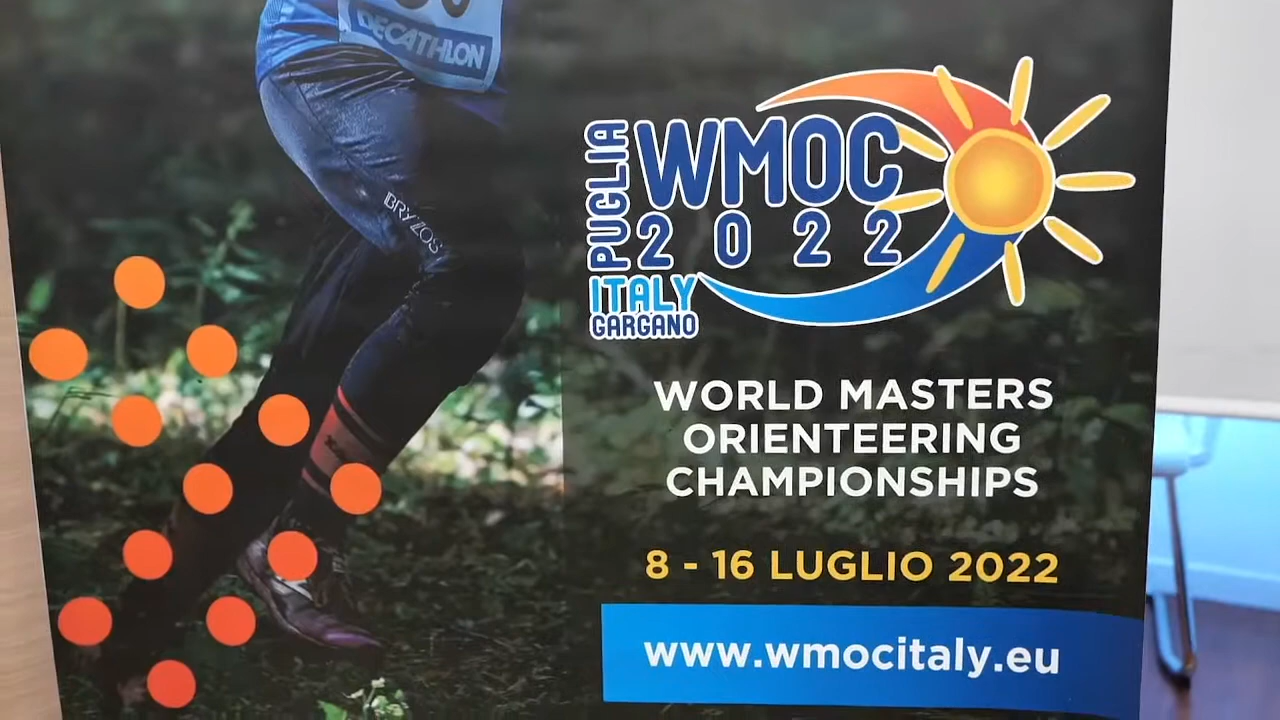 DECATHLON
BRYZOS
PUGLIA
WMOC
2022
ITALY
GARGANO
WORLD MASTERS
ORIENTEERING
CHAMPIONSHIPS
8 - 16 LUGLIO 2022
www.wmocitaly.eu